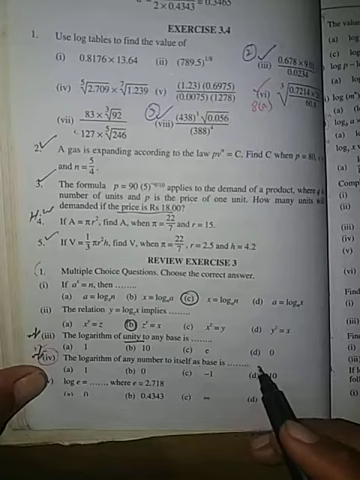 EXERCISE 3.4
1. Use log tables to find the value of
(i) 0.8176 × 13.64 (ii) (789.5)^1/8 (iii) 0.678 × 9.01 / 0.0234
(iv) ⁵√2.709 × ⁷√1.239 (v) (1.23) (0.6975) / (0.0075) (1278) (vi)
(vii) 83 × ³√92 / 127 × ⁵√246 (viii) (438)³ √0.056 / (388)⁴
2. A gas is expanding according the law pvⁿ = C. Find C when p = 80,
and n = 5/4.
3. The formula p = 90 (5)^–q/10 applies to the demand of a product, where
number of units and p is the price of one unit. How many units will
demanded if the price is Rs 18.00?
H.w
4. If A = πr², find A, when π = 22/7 and r = 15.
5. If V = 1/3 πr²h, find V, when π = 22/7, r = 2.5 and h = 4.2
REVIEW EXERCISE 3
1. Multiple Choice Questions. Choose the correct answer.
(i) If aˣ = n, then ........
(a) a = logₓn (b) x = logₙa (c) x = logₐn (d) a = logₙx
(ii) The relation y = log_z x implies ........
(a) xʸ = z (b) zʸ = x (c) xᶻ = y (d) yᶻ = x
(iii) The logarithm of unity to any base is ........
(a) 1 (b) 10 (c) e (d) 0
(iv) The logarithm of any number to itself as base is ........
(a) 1 (b) 0 (c) –1 (d) 10
log e = ........ where e ≈ 2.718
(a) 0 (b) 0.4343 (c) ∞ (d)